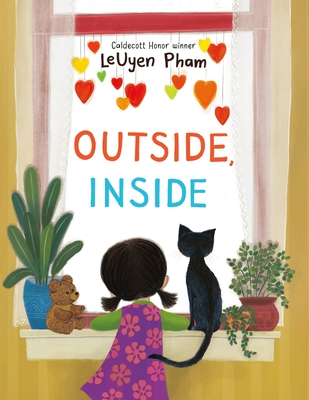 Caldecott Honor winner
LeUyen Pham
OUTSIDE,
INSIDE